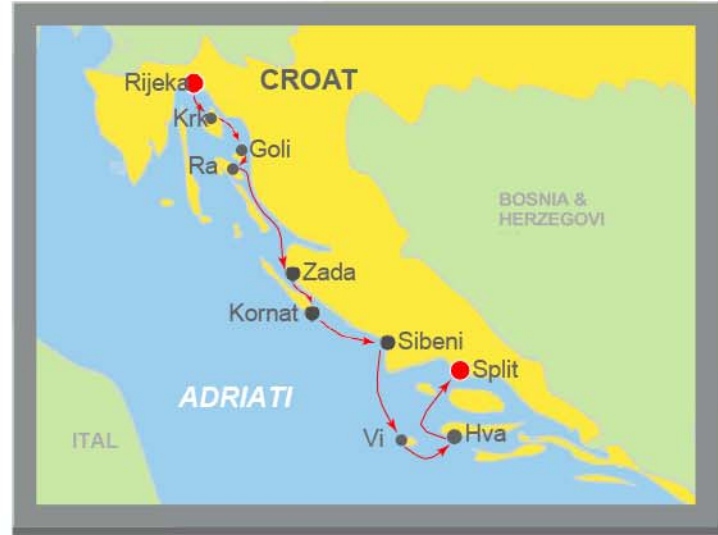 Rijeka
CROAT
Krk
Goli
Ra
BOSNIA &
HERZEGOVI
Zada
Kornat
Sibeni
Split
ADRIATI
Vi
Hva
ITAL